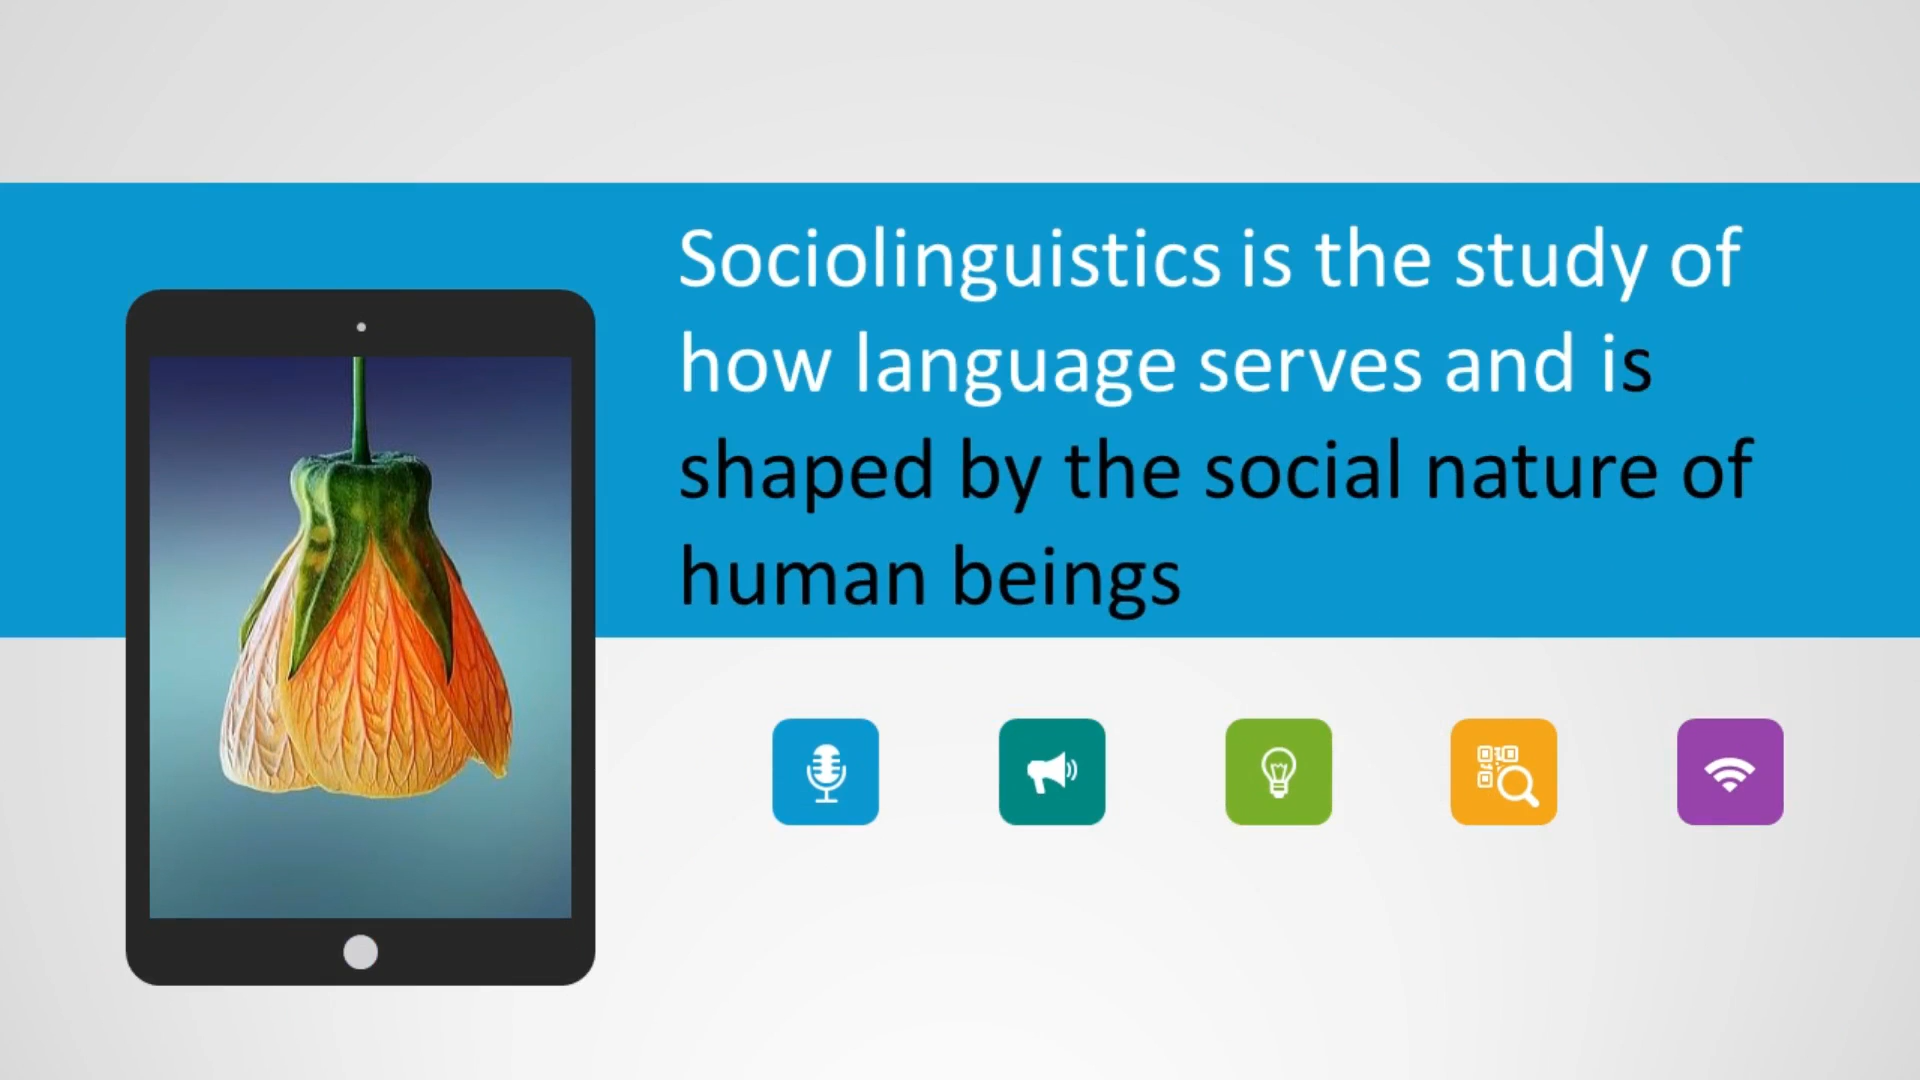 Sociolinguistics is the study of
how language serves and is
shaped by the social nature of
human beings